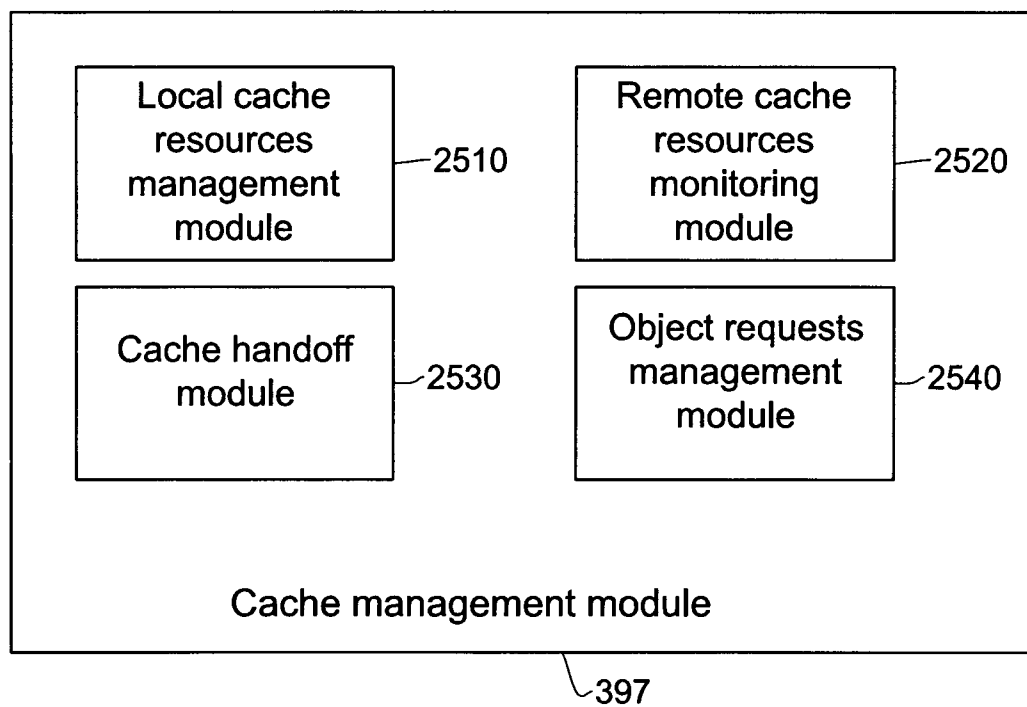 Local cache
resources
management
module
2510
Remote cache
resources
monitoring
module
2520
Cache handoff
module
2530
Object requests
management
module
2540
Cache management module
397